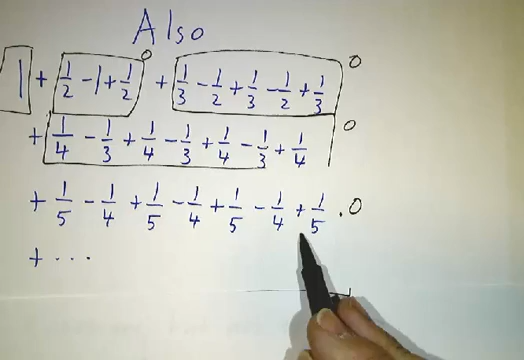 Also
1 + 1/2 - 1 + 1/2 0 + 1/3 - 1/2 + 1/3 - 1/2 + 1/3 0
+ 1/4 - 1/3 + 1/4 - 1/3 + 1/4 - 1/3 + 1/4 0
+ 1/5 - 1/4 + 1/5 - 1/4 + 1/5 - 1/4 + 1/5 . 0
+ ...